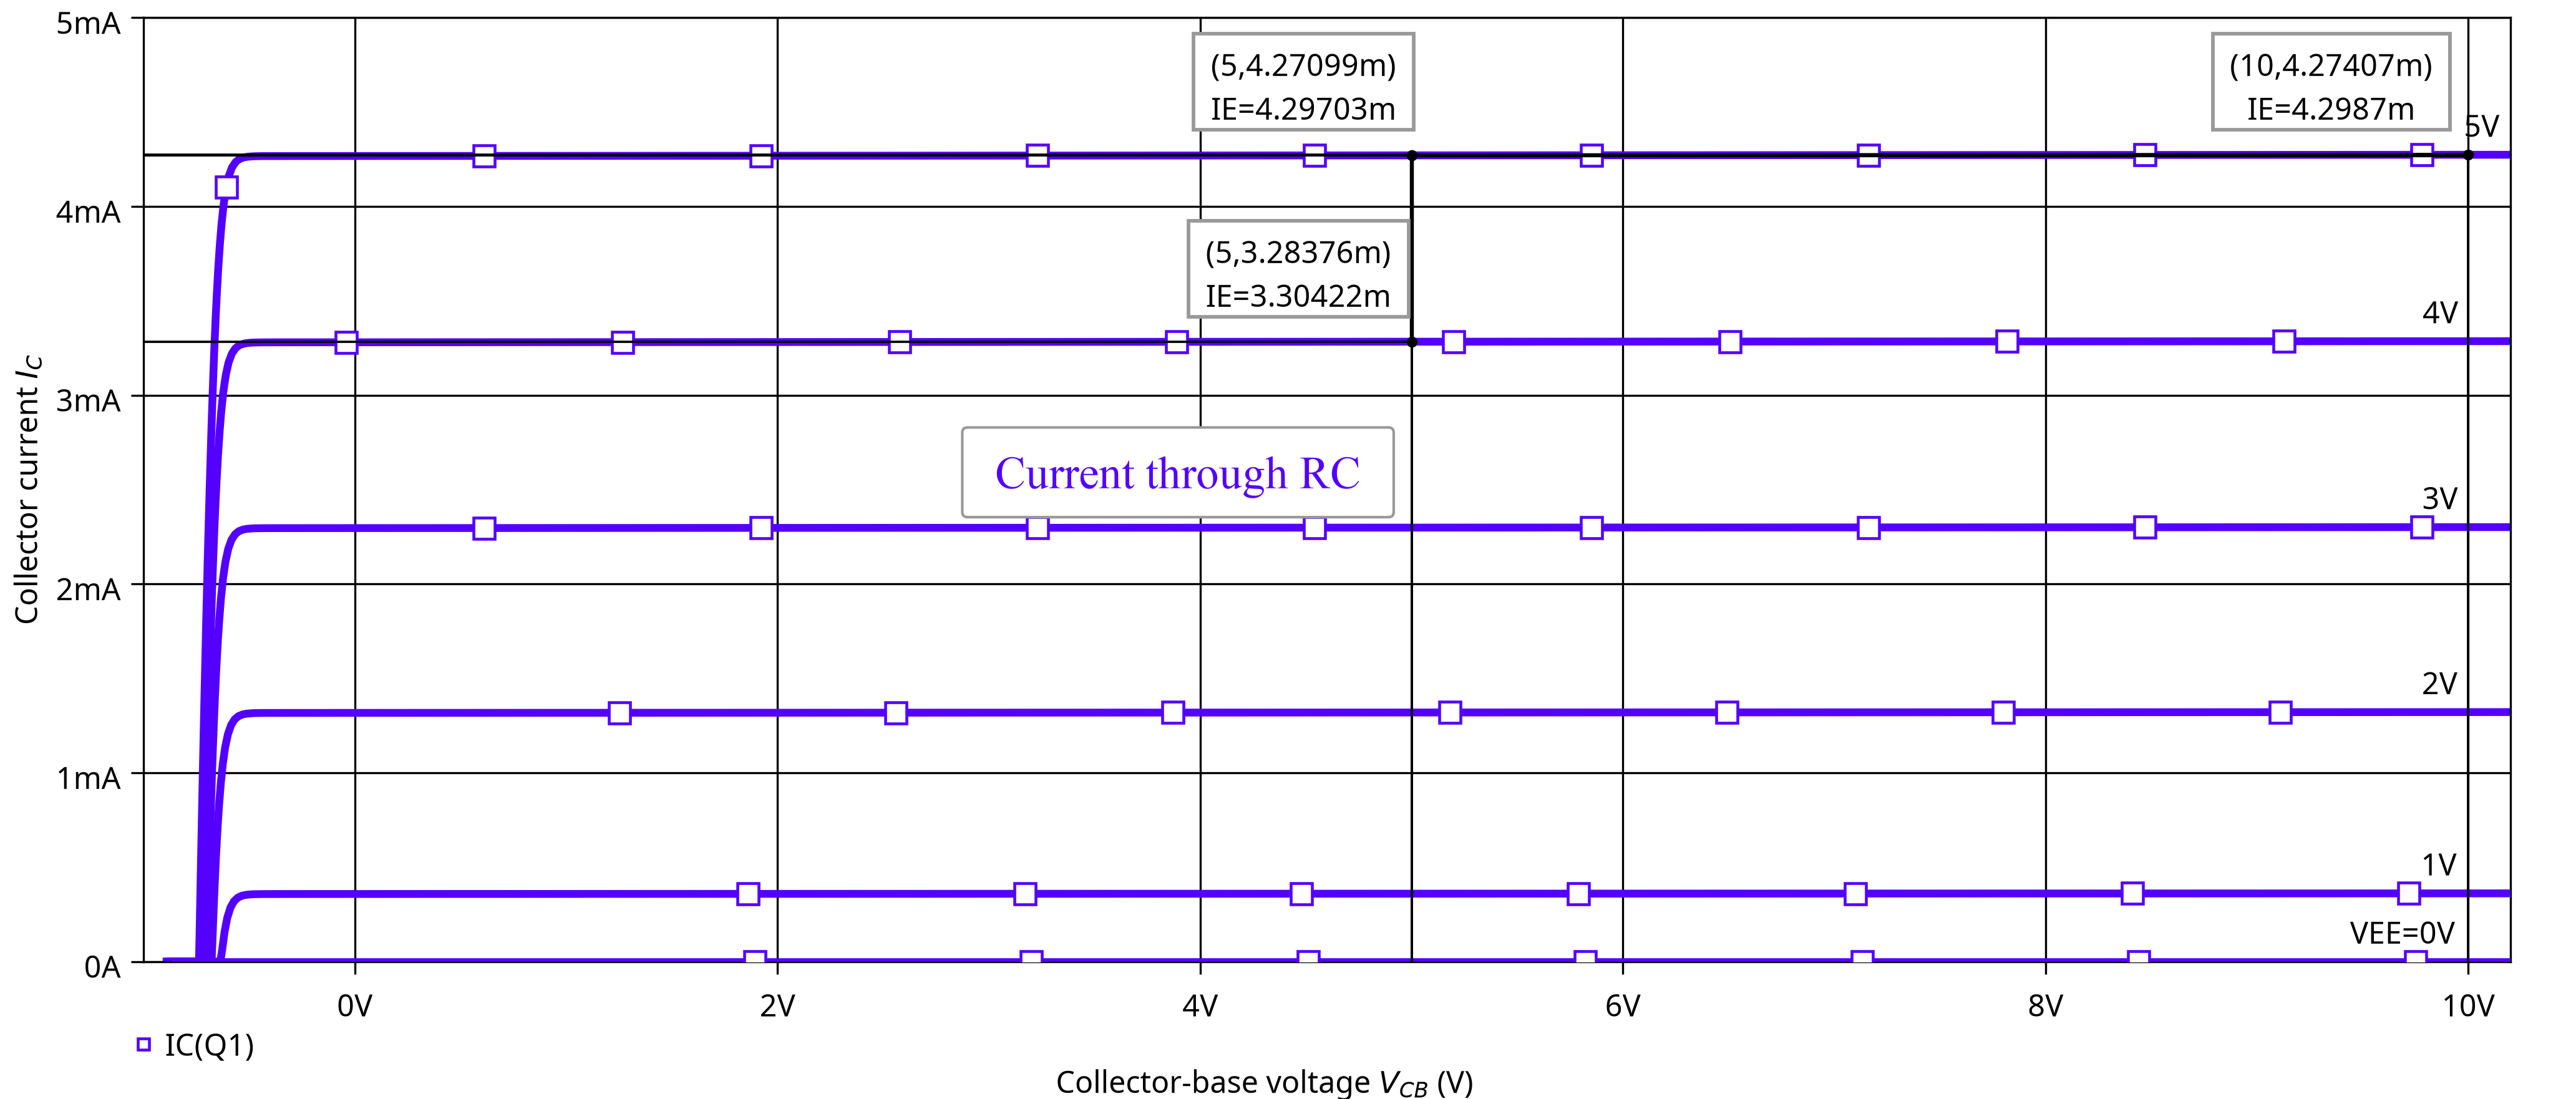 5mA
(5,4.27099m)
IE=4.29703m
(10,4.27407m)
IE=4.2987m
5V
4mA
(5,3.28376m)
IE=3.30422m
4V
3mA
Current through RC
3V
2mA
2V
1mA
1V
VEE=0V
0A
0V
2V
4V
6V
8V
10V
Collector current I_C
IC(Q1)
Collector-base voltage V_CB (V)